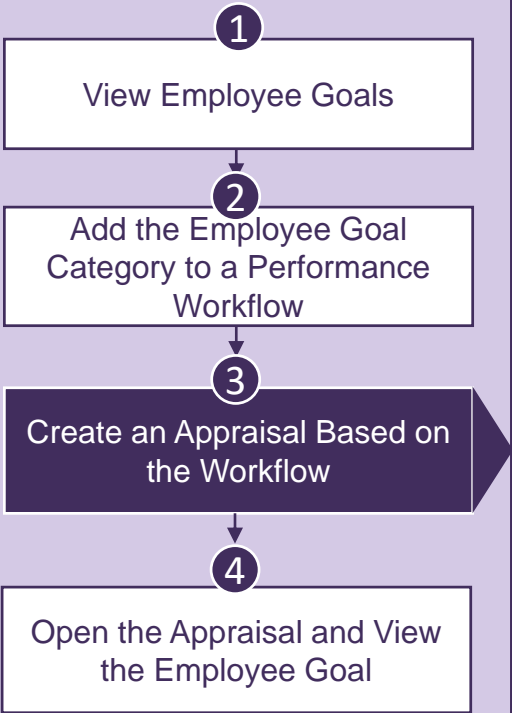 1
View Employee Goals
2
Add the Employee Goal
Category to a Performance
Workflow
3
Create an Appraisal Based on
the Workflow
4
Open the Appraisal and View
the Employee Goal